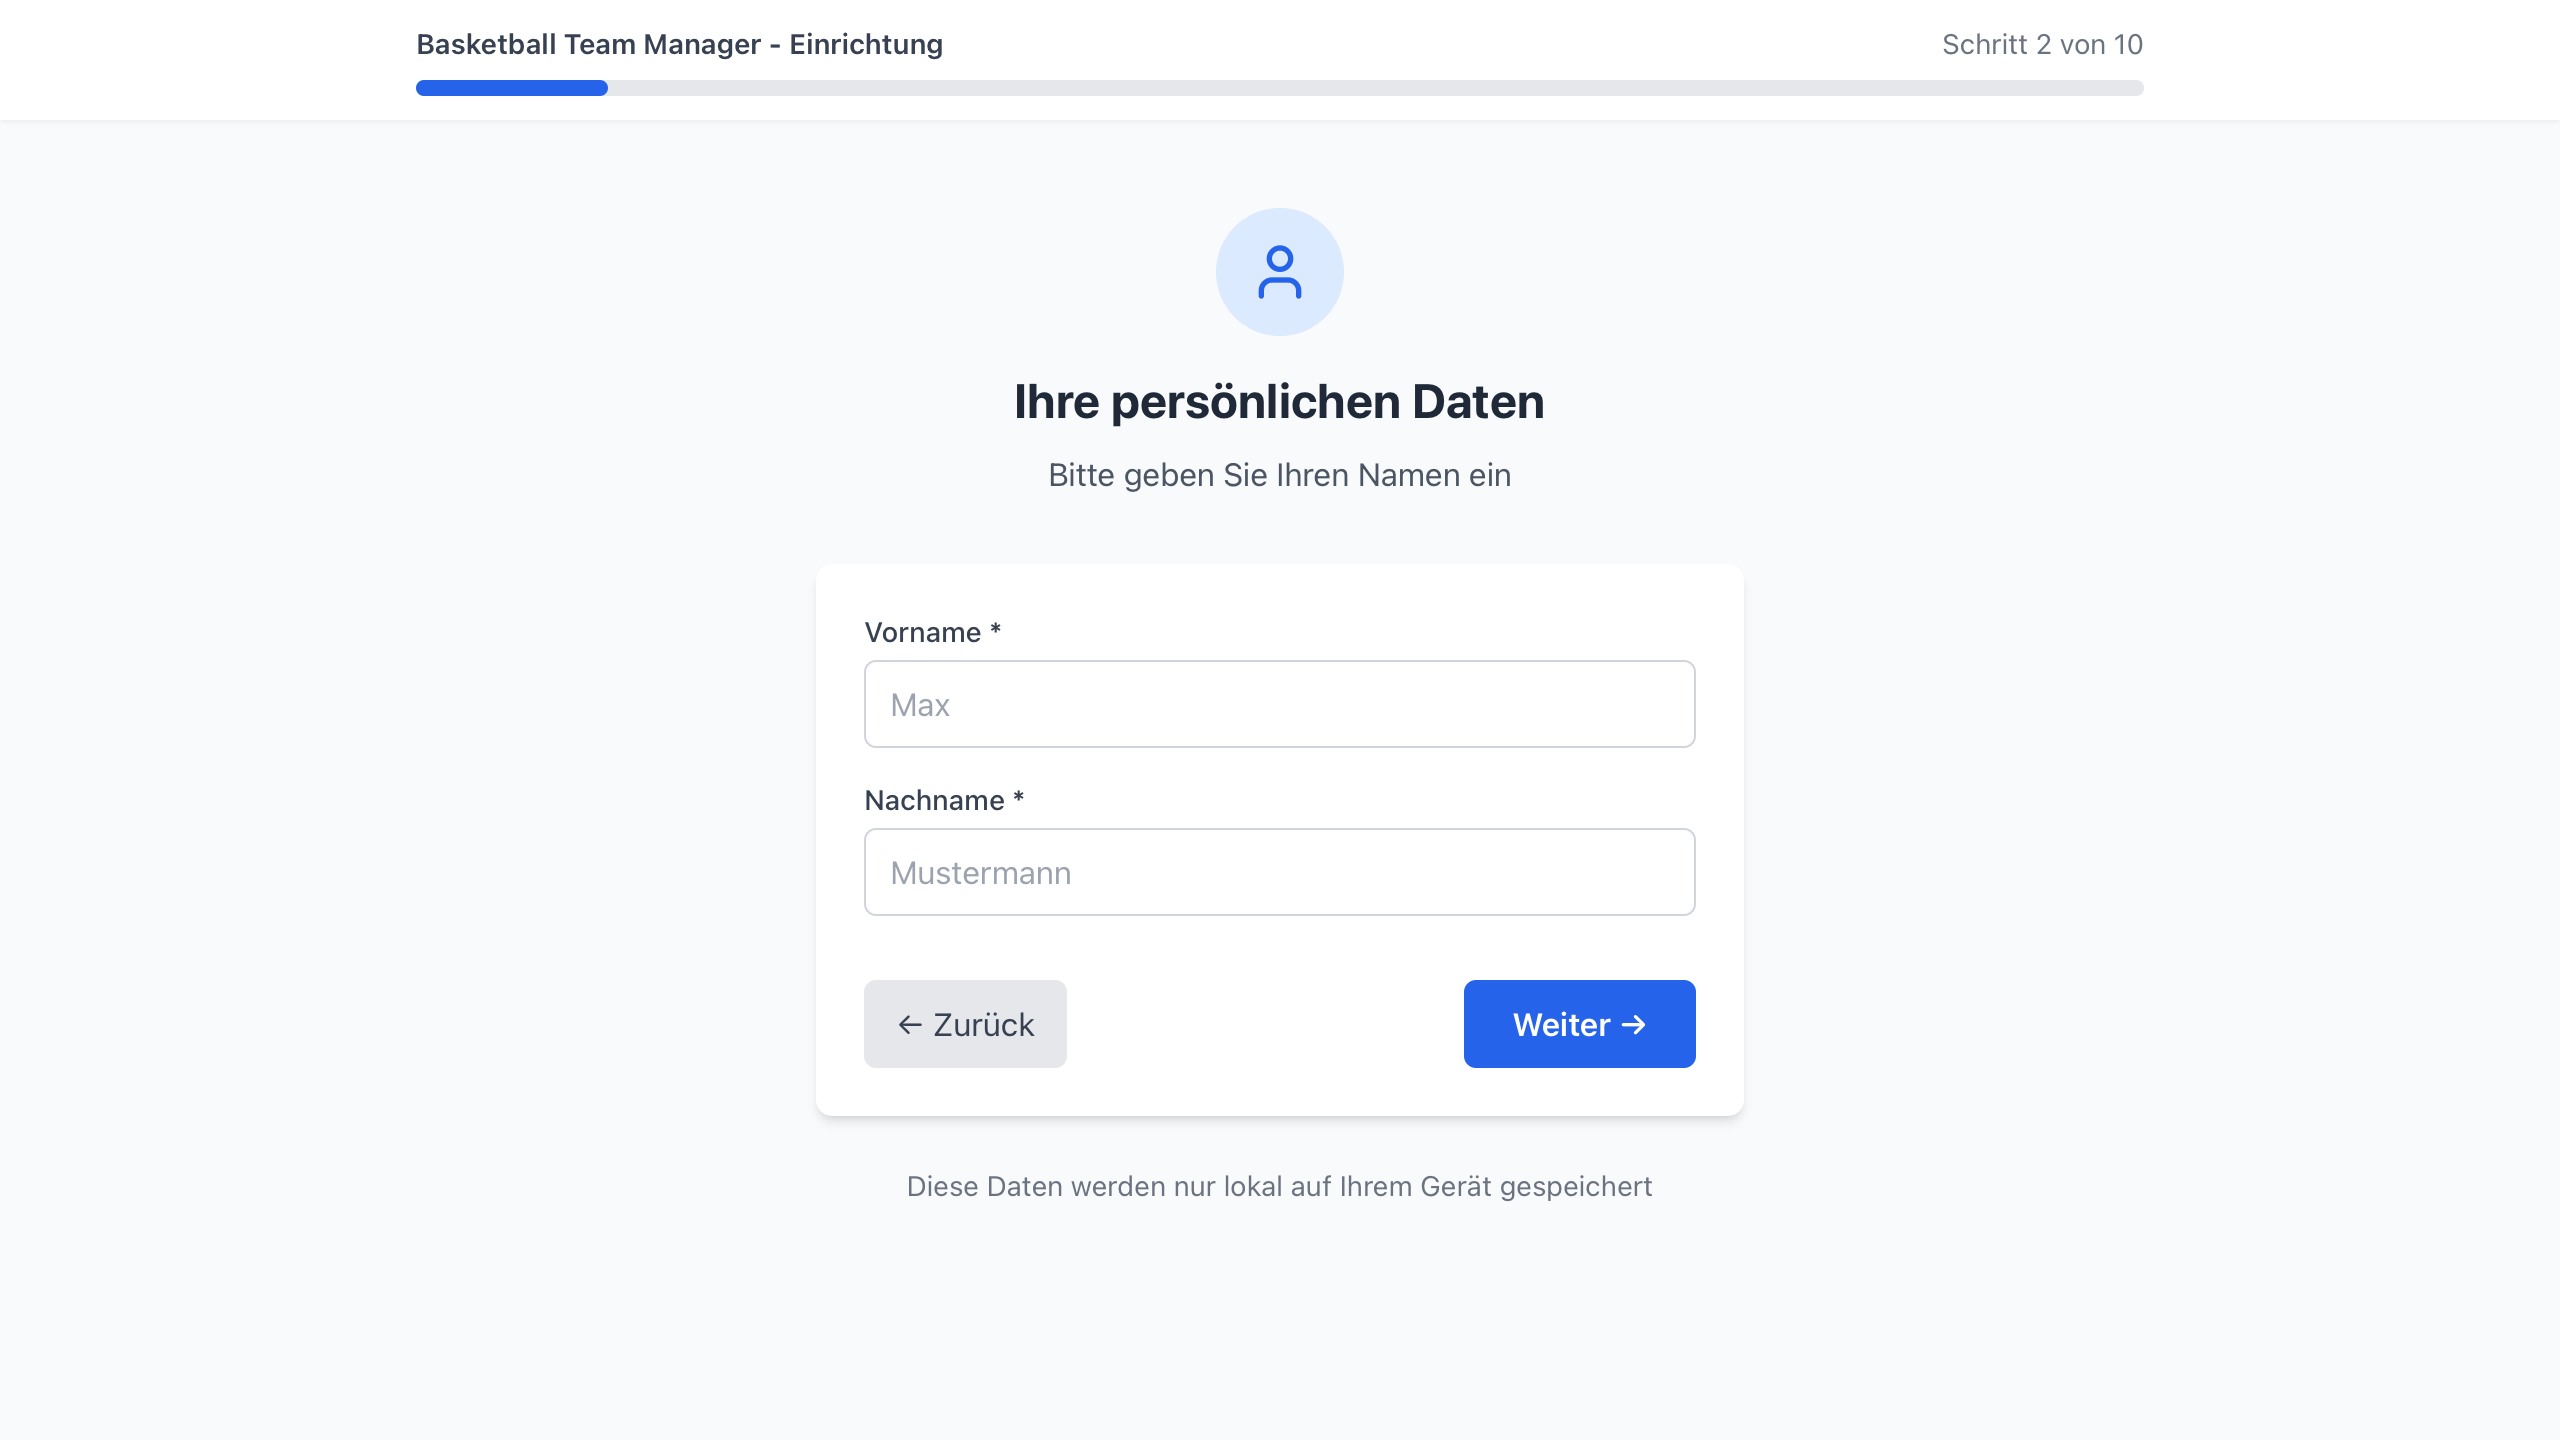 Basketball Team Manager - Einrichtung
Schritt 2 von 10
Ihre persönlichen Daten
Bitte geben Sie Ihren Namen ein
Vorname *
Max
Nachname *
Mustermann
← Zurück
Weiter →
Diese Daten werden nur lokal auf Ihrem Gerät gespeichert